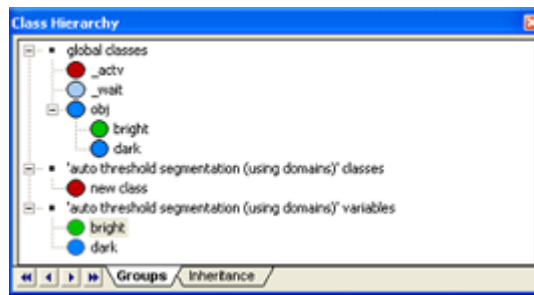 Class Hierarchy
global classes
_actv
_wait
obj
bright
dark
'auto threshold segmentation (using domains)' classes
new class
'auto threshold segmentation (using domains)' variables
bright
dark
Groups Inheritance